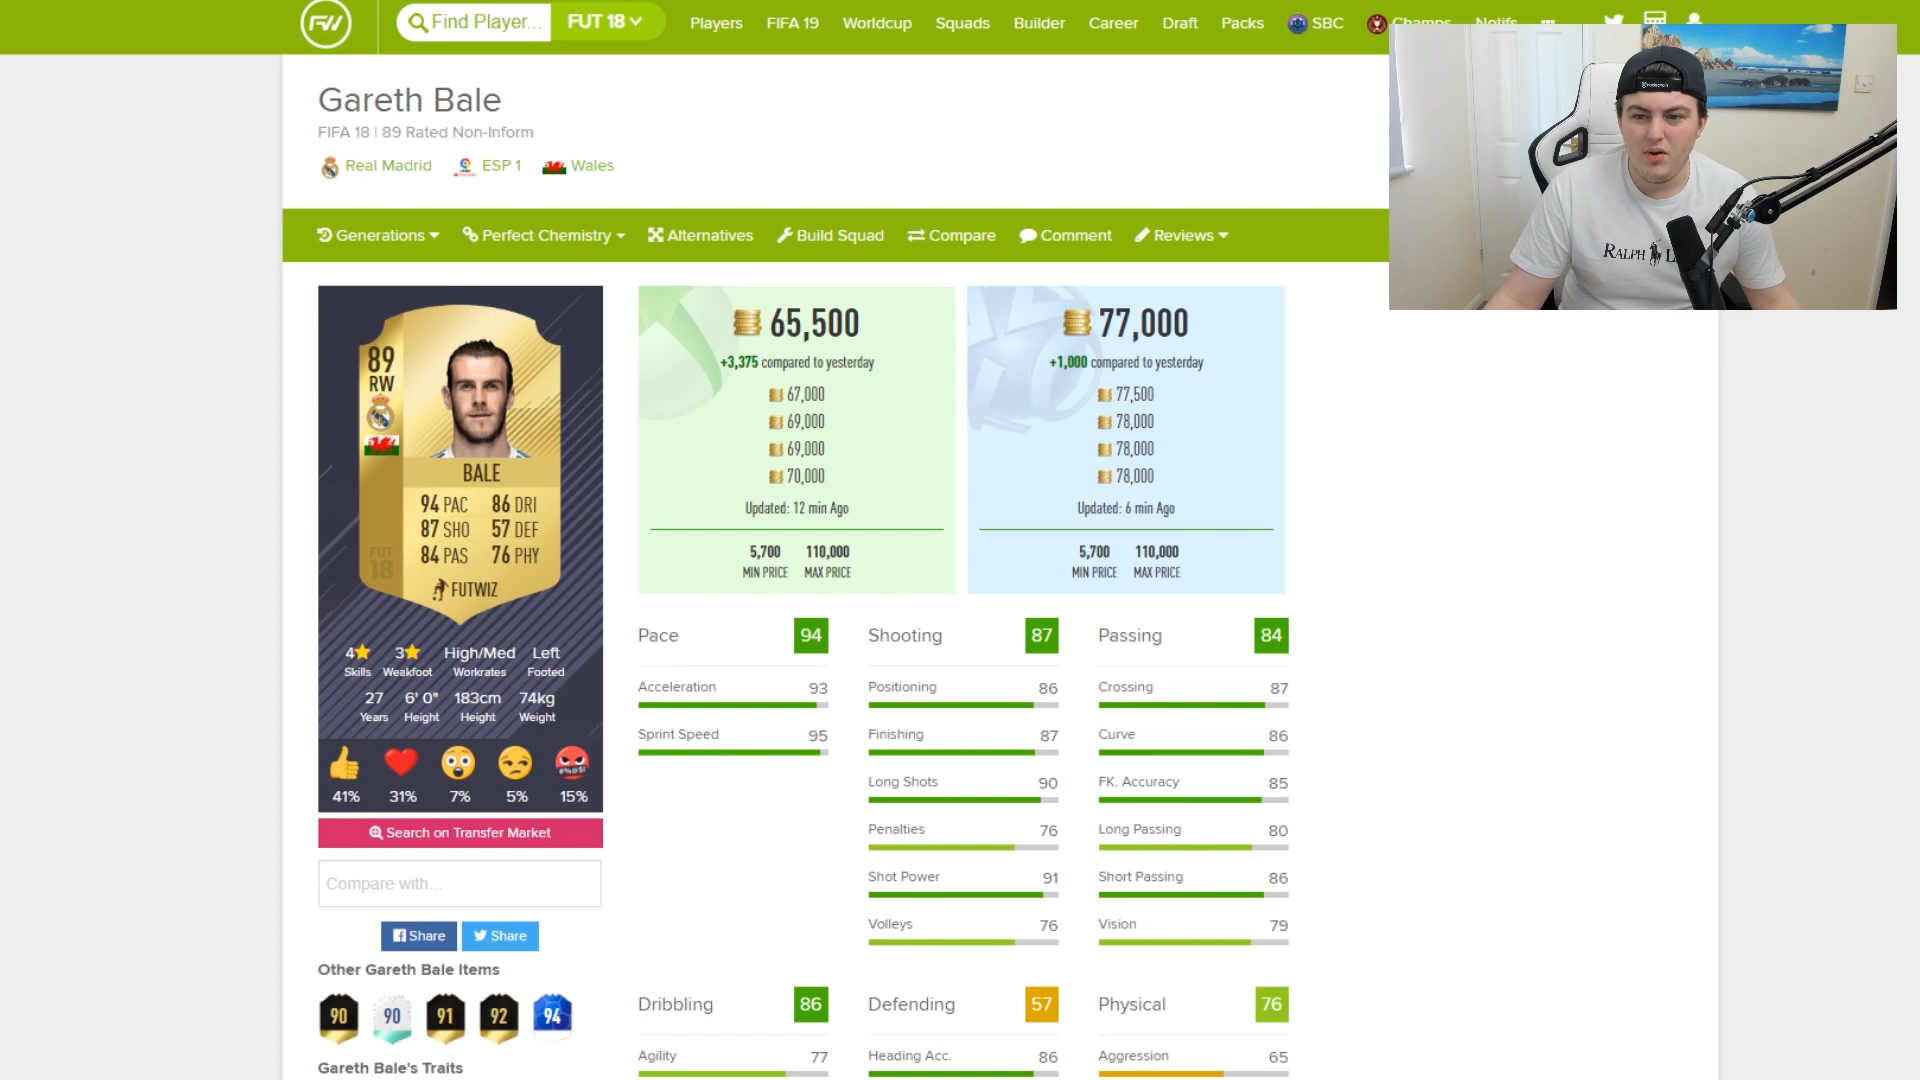 FW Find Player... FUT 18 Players FIFA 19 Worldcup Squads Builder Career Draft Packs SBC Champs Notifs
Gareth Bale
FIFA 18 | 89 Rated Non-Inform
Real Madrid ESP 1 Wales
Generations Perfect Chemistry Alternatives Build Squad Compare Comment Reviews
RALPH L
89
RW
BALE
94 PAC 86 DRI
87 SHO 57 DEF
84 PAS 76 PHY
FUT
18
FUTWIZ
4 3 High/Med Left
Skills Weakfoot Workrates Footed
27 6' 0" 183cm 74kg
Years Height Height Weight
41% 31% 7% 5% 15%
Search on Transfer Market
Compare with...
Share Share
Other Gareth Bale Items
90 90 91 92 94
Gareth Bale's Traits
65,500
+3,375 compared to yesterday
67,000
69,000
69,000
70,000
Updated: 12 min Ago
5,700 110,000
MIN PRICE MAX PRICE
77,000
+1,000 compared to yesterday
77,500
78,000
78,000
78,000
Updated: 6 min Ago
5,700 110,000
MIN PRICE MAX PRICE
Pace 94
Acceleration 93
Sprint Speed 95
Shooting 87
Positioning 86
Finishing 87
Long Shots 90
Penalties 76
Shot Power 91
Volleys 76
Passing 84
Crossing 87
Curve 86
FK. Accuracy 85
Long Passing 80
Short Passing 86
Vision 79
Dribbling 86
Agility 77
Defending 57
Heading Acc. 86
Physical 76
Aggression 65